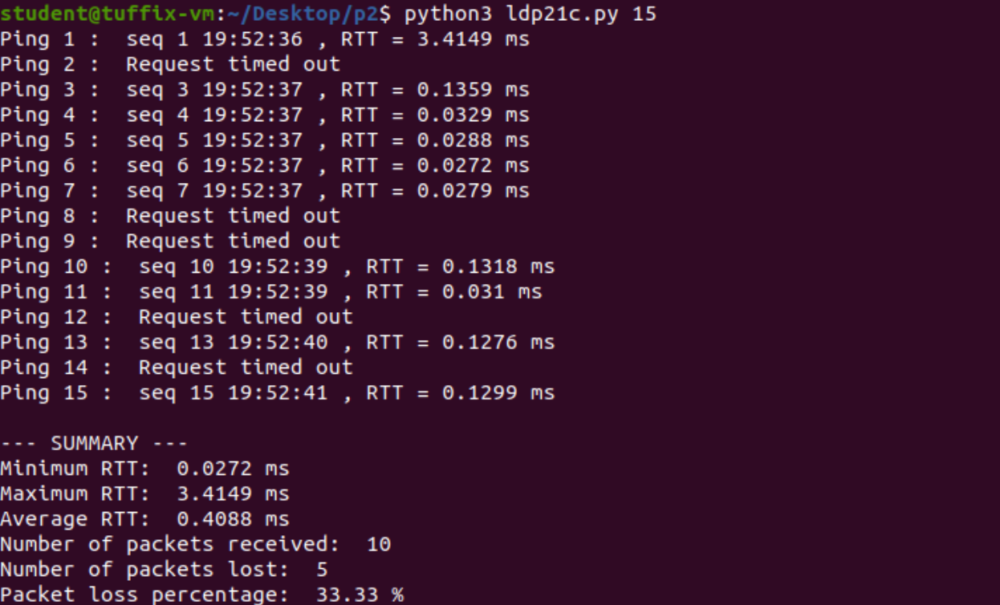 student@tuffix-vm:~/Desktop/p2$ python3 ldp21c.py 15
Ping 1 :  seq 1 19:52:36 , RTT = 3.4149 ms
Ping 2 :  Request timed out
Ping 3 :  seq 3 19:52:37 , RTT = 0.1359 ms
Ping 4 :  seq 4 19:52:37 , RTT = 0.0329 ms
Ping 5 :  seq 5 19:52:37 , RTT = 0.0288 ms
Ping 6 :  seq 6 19:52:37 , RTT = 0.0272 ms
Ping 7 :  seq 7 19:52:37 , RTT = 0.0279 ms
Ping 8 :  Request timed out
Ping 9 :  Request timed out
Ping 10 :  seq 10 19:52:39 , RTT = 0.1318 ms
Ping 11 :  seq 11 19:52:39 , RTT = 0.031 ms
Ping 12 :  Request timed out
Ping 13 :  seq 13 19:52:40 , RTT = 0.1276 ms
Ping 14 :  Request timed out
Ping 15 :  seq 15 19:52:41 , RTT = 0.1299 ms
--- SUMMARY ---
Minimum RTT:  0.0272 ms
Maximum RTT:  3.4149 ms
Average RTT:  0.4088 ms
Number of packets received:  10
Number of packets lost:  5
Packet loss percentage:  33.33 %